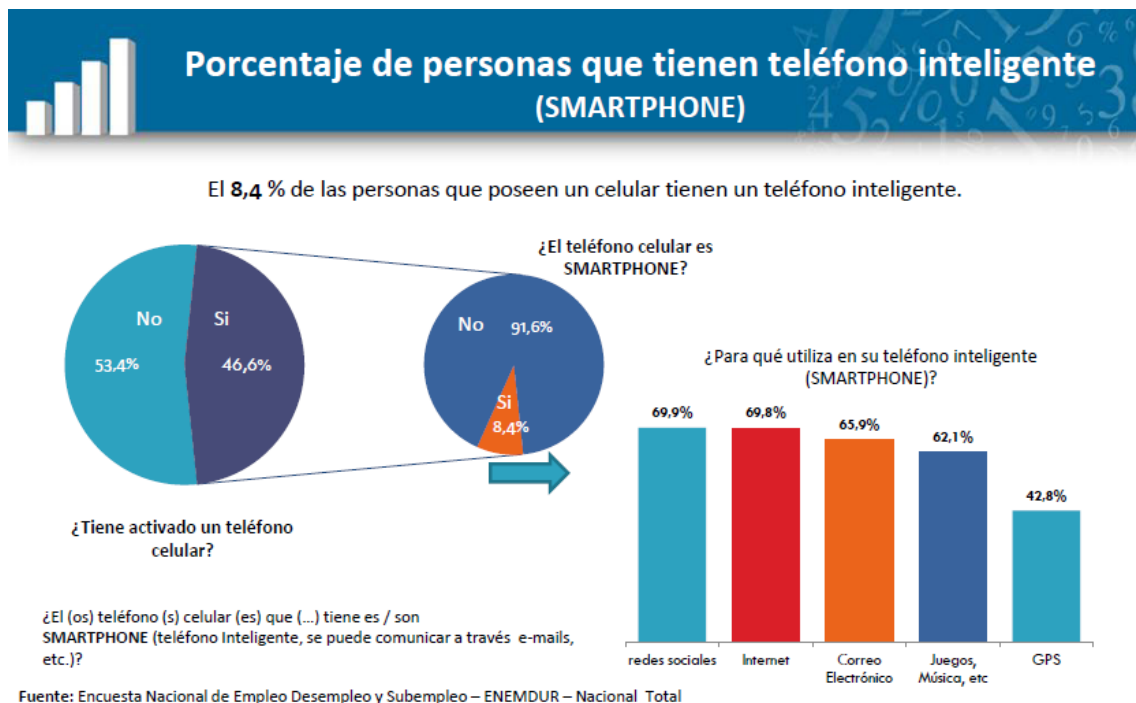 Porcentaje de personas que tienen teléfono inteligente
(SMARTPHONE)
El 8,4 % de las personas que poseen un celular tienen un teléfono inteligente.
¿El teléfono celular es
SMARTPHONE?
No
Si
53,4%
46,6%
No 91,6%
Si
8,4%
¿Tiene activado un teléfono
celular?
¿Para qué utiliza en su teléfono inteligente
(SMARTPHONE)?
69,9%
69,8%
65,9%
62,1%
42,8%
redes sociales
Internet
Correo
Electrónico
Juegos,
Música, etc
GPS
¿El (os) teléfono (s) celular (es) que (...) tiene es / son
SMARTPHONE (teléfono Inteligente, se puede comunicar a través e-mails,
etc.)?
Fuente: Encuesta Nacional de Empleo Desempleo y Subempleo – ENEMDUR – Nacional Total